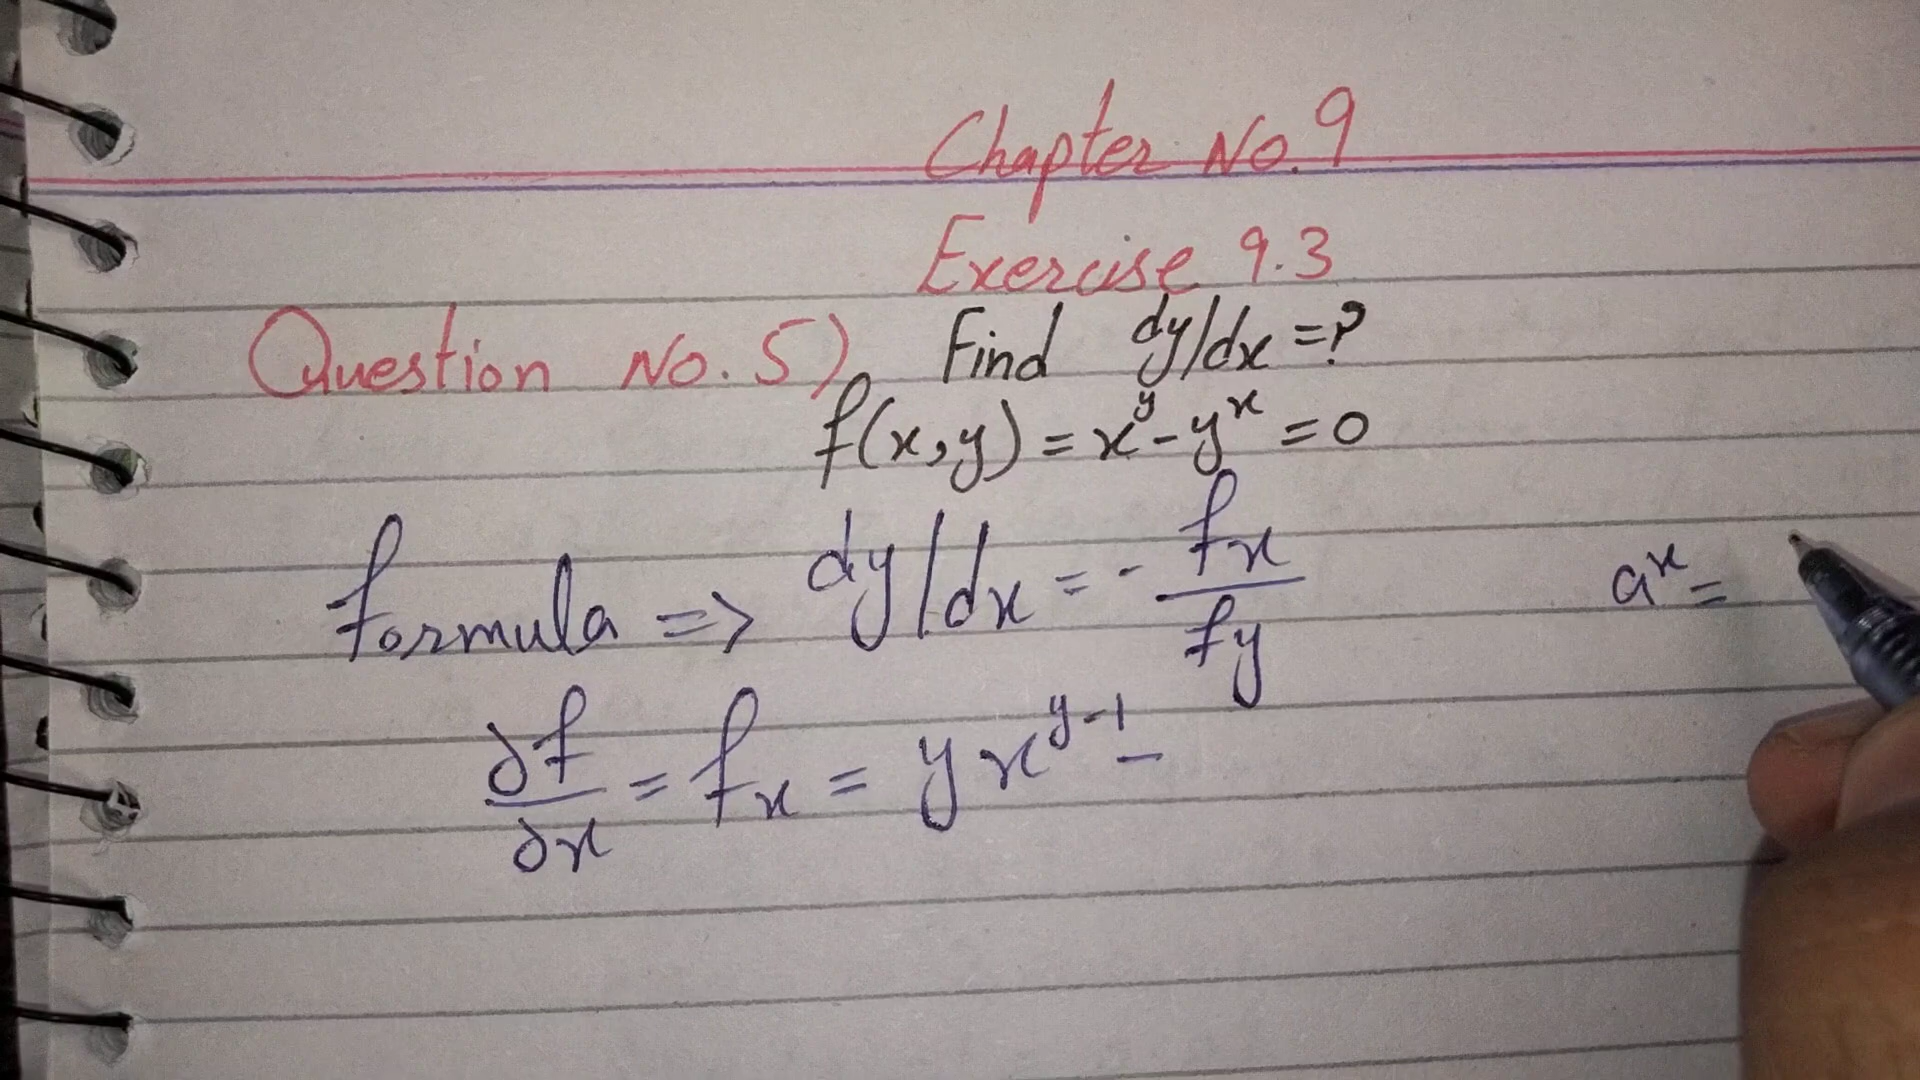 Chapter No.9
Exercise 9.3
Question No.5) Find dy/dx=?
f(x,y) = x^y - y^x = 0
formula => dy/dx = - fx/fy
a^x =
∂f/∂x = fx = y x^(y-1) -